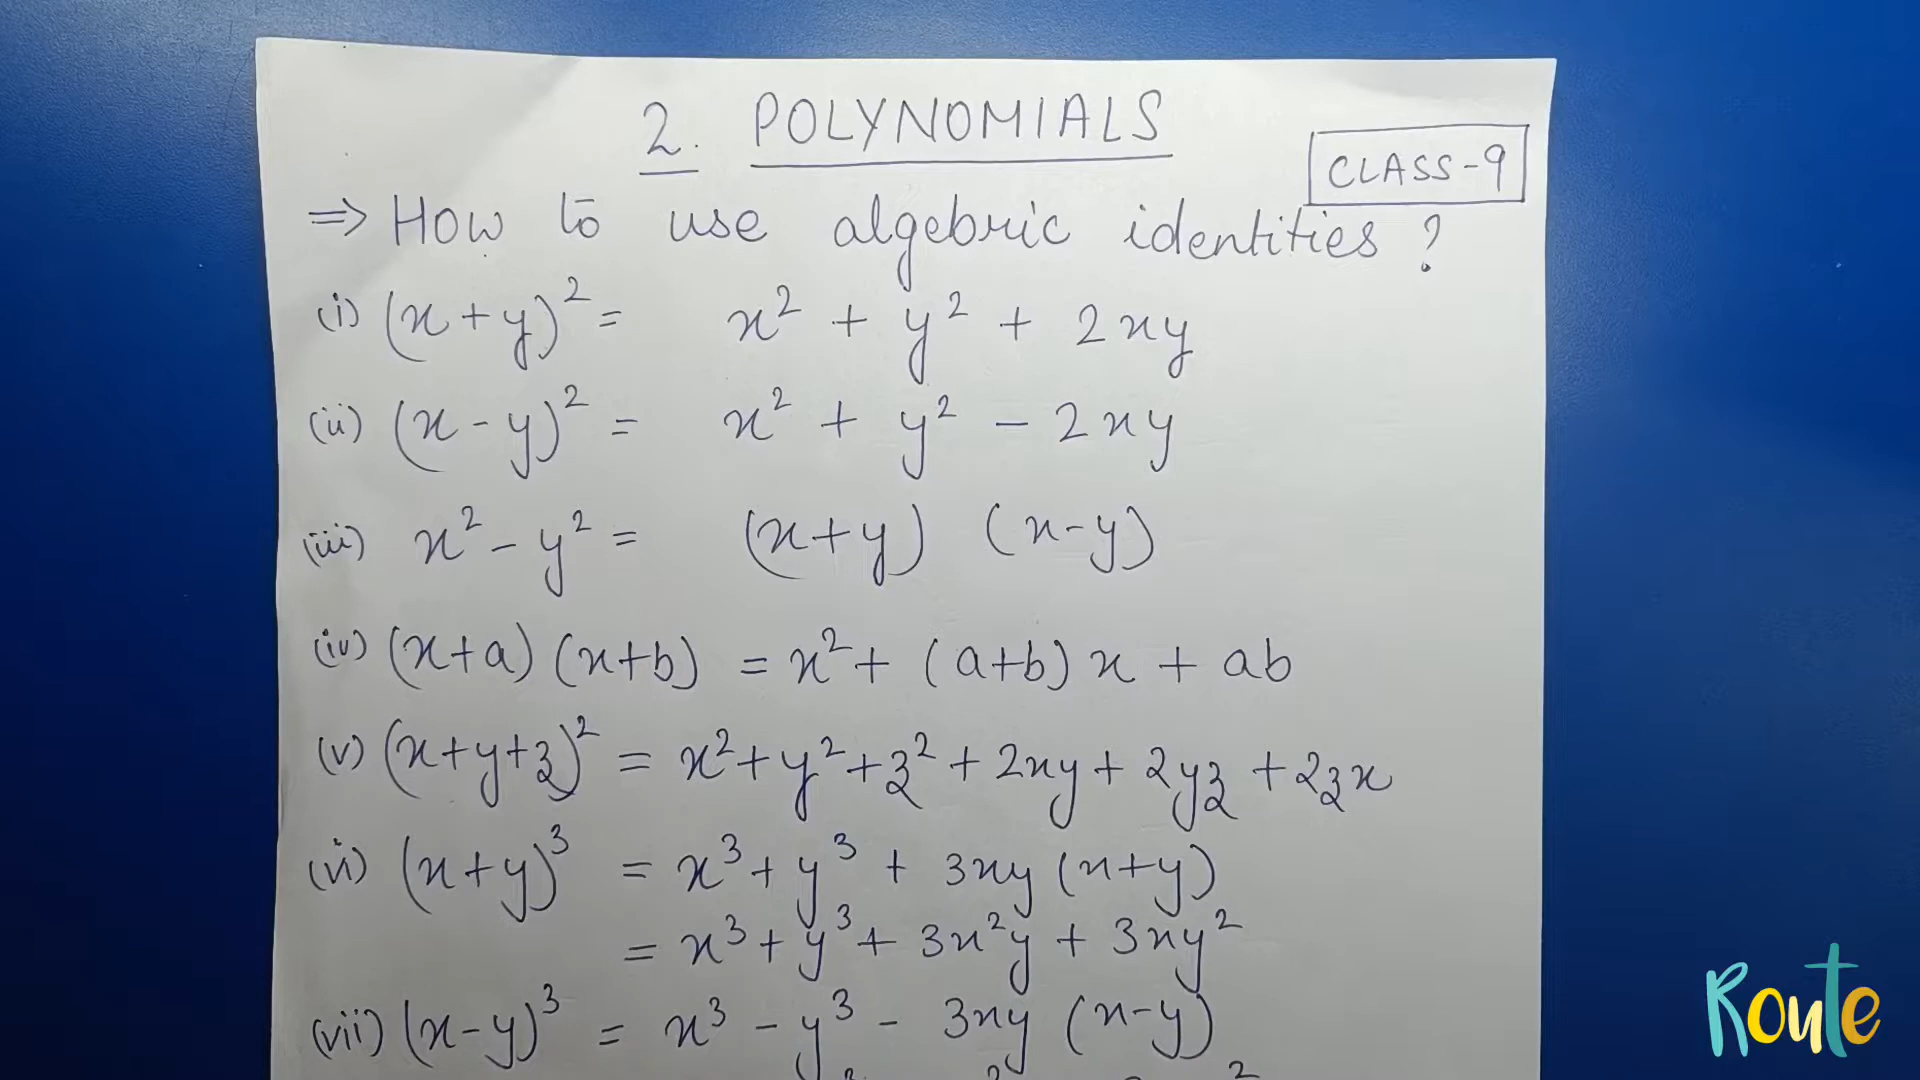 2. POLYNOMIALS
CLASS-9
⇒ How to use algebric identities?
(i) (x+y)² = x² + y² + 2xy
(ii) (x-y)² = x² + y² - 2xy
(iii) x² - y² = (x+y) (x-y)
(iv) (x+a) (x+b) = x² + (a+b) x + ab
(v) (x+y+z)² = x² + y² + z² + 2xy + 2yz + 2zx
(vi) (x+y)³ = x³ + y³ + 3xy (x+y)
= x³ + y³ + 3x²y + 3xy²
(vii) (x-y)³ = x³ - y³ - 3xy (x-y)
Route